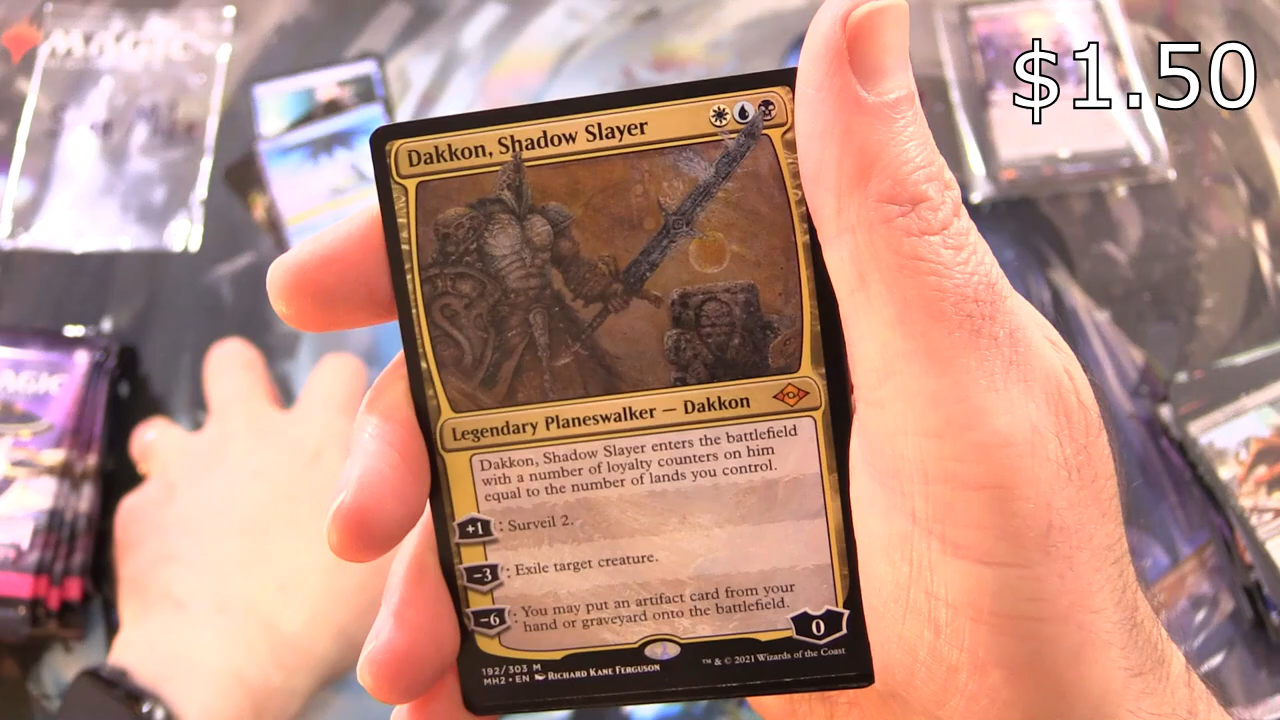 MAGIC
$1.50
Dakkon, Shadow Slayer
Legendary Planeswalker — Dakkon
Dakkon, Shadow Slayer enters the battlefield
with a number of loyalty counters on him
equal to the number of lands you control.
+1: Surveil 2.
−3: Exile target creature.
−6: You may put an artifact card from your
hand or graveyard onto the battlefield.
0
192/303 M
MH2 • EN RICHARD KANE FERGUSON
™ & © 2021 Wizards of the Coast
MAGIC